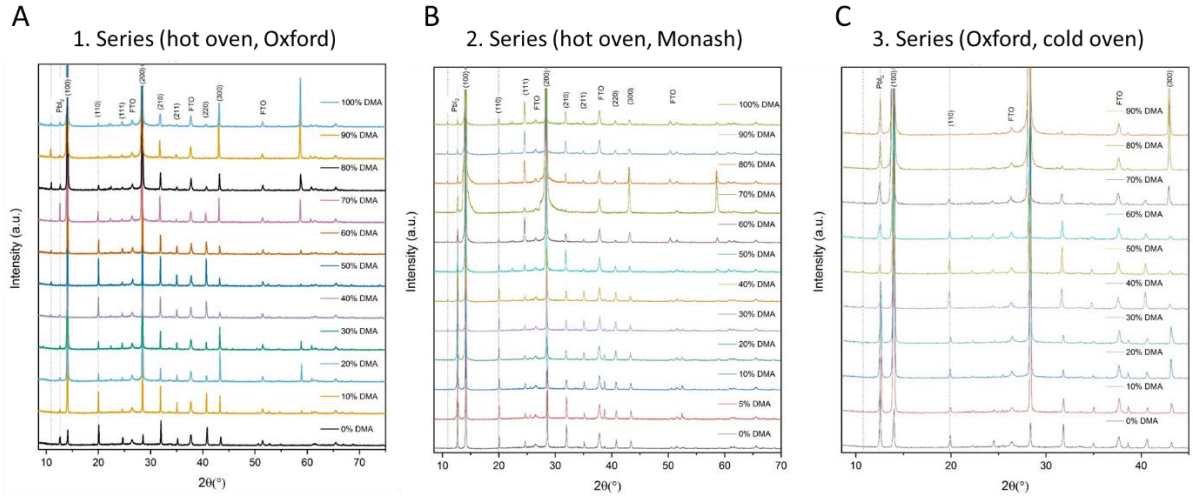 A
1. Series (hot oven, Oxford)
PbI2
(100)
(110)
(111)
FTO
(200)
(210)
(211)
FTO
(220)
(300)
FTO
100% DMA
90% DMA
80% DMA
70% DMA
60% DMA
50% DMA
40% DMA
30% DMA
20% DMA
10% DMA
0% DMA
Intensity (a.u.)
10 20 30 40 50 60 70
2θ(°)
B
2. Series (hot oven, Monash)
PbI2
(100)
(110)
(111)
FTO
(200)
(210)
(211)
FTO
(220)
(300)
FTO
100% DMA
90% DMA
80% DMA
70% DMA
60% DMA
50% DMA
40% DMA
30% DMA
20% DMA
10% DMA
5% DMA
0% DMA
Intensity (a.u.)
10 20 30 40 50 60 70
2θ(°)
C
3. Series (Oxford, cold oven)
PbI2
(100)
(110)
FTO
FTO
(300)
90% DMA
80% DMA
70% DMA
60% DMA
50% DMA
40% DMA
30% DMA
20% DMA
10% DMA
0% DMA
Intensity (a.u.)
10 20 30 40
2θ(°)